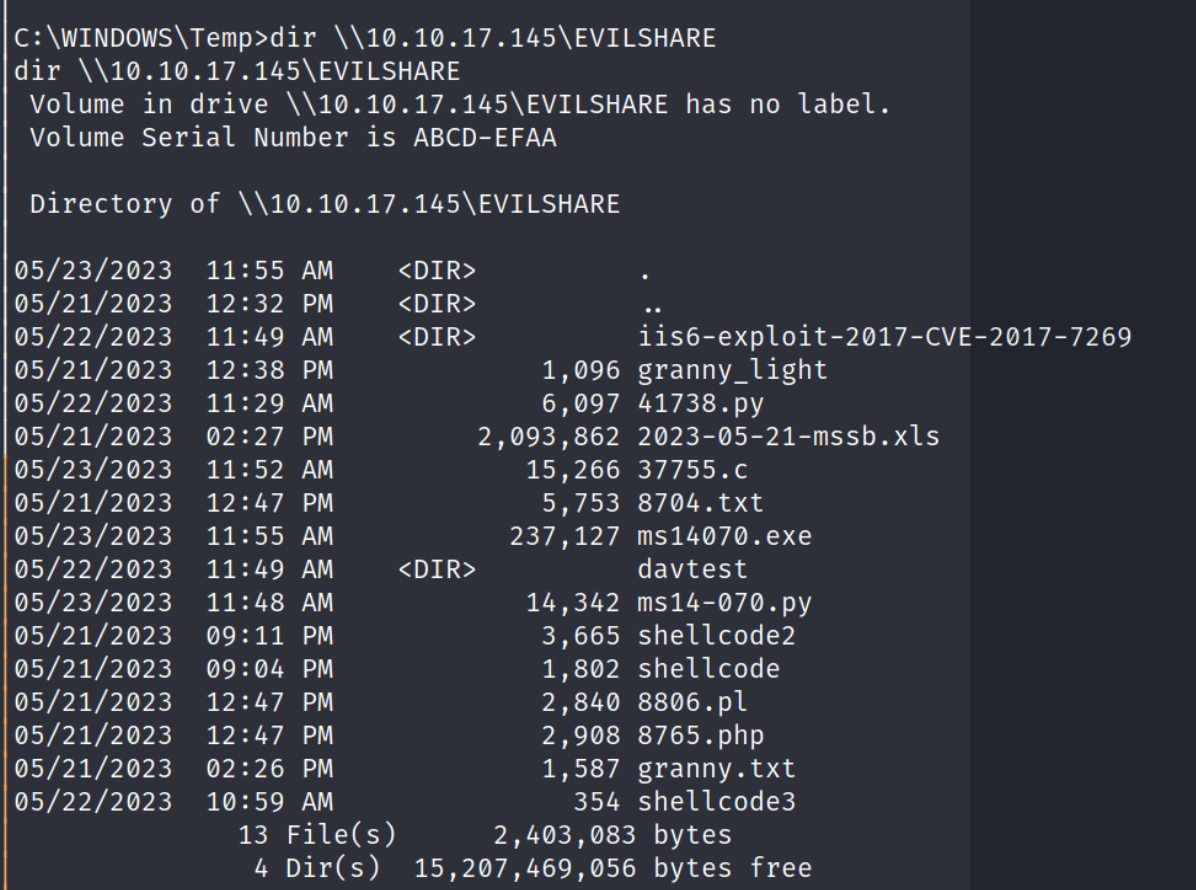 C:\WINDOWS\Temp>dir \\10.10.17.145\EVILSHARE
dir \\10.10.17.145\EVILSHARE
 Volume in drive \\10.10.17.145\EVILSHARE has no label.
 Volume Serial Number is ABCD-EFAA

 Directory of \\10.10.17.145\EVILSHARE

05/23/2023  11:55 AM    <DIR>          .
05/21/2023  12:32 PM    <DIR>          ..
05/22/2023  11:49 AM    <DIR>          iis6-exploit-2017-CVE-2017-7269
05/21/2023  12:38 PM             1,096 granny_light
05/22/2023  11:29 AM             6,097 41738.py
05/21/2023  02:27 PM         2,093,862 2023-05-21-mssb.xls
05/23/2023  11:52 AM            15,266 37755.c
05/21/2023  12:47 PM             5,753 8704.txt
05/23/2023  11:55 AM           237,127 ms14070.exe
05/22/2023  11:49 AM    <DIR>          davtest
05/23/2023  11:48 AM            14,342 ms14-070.py
05/21/2023  09:11 PM             3,665 shellcode2
05/21/2023  09:04 PM             1,802 shellcode
05/21/2023  12:47 PM             2,840 8806.pl
05/21/2023  12:47 PM             2,908 8765.php
05/21/2023  02:26 PM             1,587 granny.txt
05/22/2023  10:59 AM               354 shellcode3
              13 File(s)      2,403,083 bytes
               4 Dir(s)  15,207,469,056 bytes free